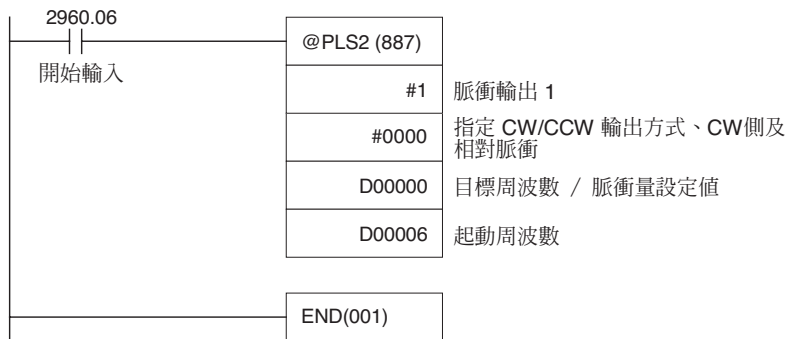 2960.06
開始輸入
@PLS2 (887)
#1 脈衝輸出 1
#0000 指定 CW/CCW 輸出方式、CW側及
相對脈衝
D00000 目標周波數 / 脈衝量設定值
D00006 起動周波數
END(001)